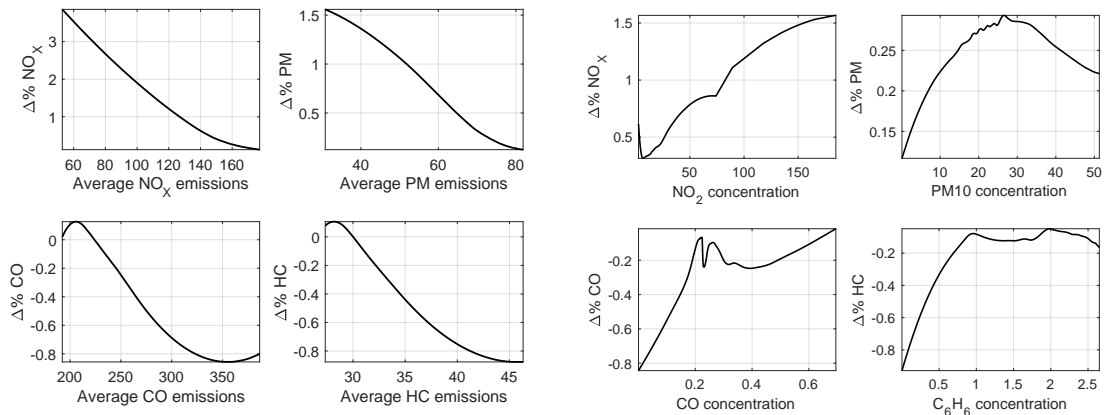 Δ% NO_X
3
2
1
60 80 100 120 140 160
Average NO_X emissions
Δ% PM
1.5
1
0.5
40 60 80
Average PM emissions
Δ% NO_X
1.5
1
0.5
50 100 150
NO_2 concentration
Δ% PM
0.25
0.2
0.15
10 20 30 40 50
PM10 concentration
Δ% CO
0
-0.2
-0.4
-0.6
-0.8
200 250 300 350
Average CO emissions
Δ% HC
0
-0.2
-0.4
-0.6
-0.8
30 35 40 45
Average HC emissions
Δ% CO
-0.2
-0.4
-0.6
-0.8
0.2 0.4 0.6
CO concentration
Δ% HC
-0.2
-0.4
-0.6
-0.8
0.5 1 1.5 2 2.5
C_6H_6 concentration